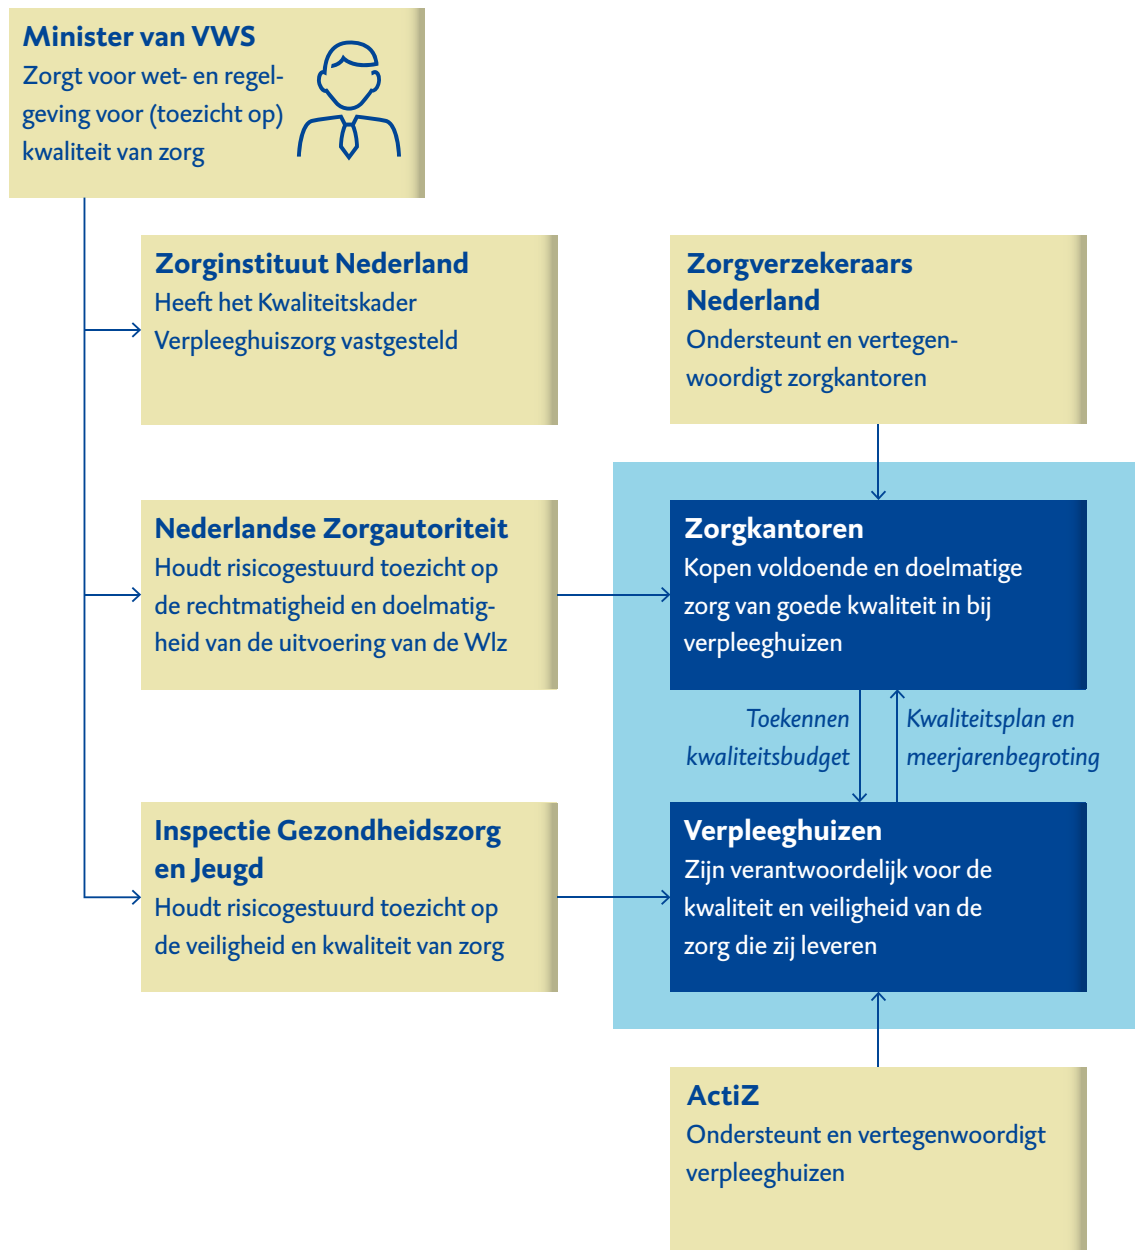 Minister van VWS
Zorgt voor wet- en regel-
geving voor (toezicht op)
kwaliteit van zorg
Zorginstituut Nederland
Heeft het Kwaliteitskader
Verpleeghuiszorg vastgesteld
Zorgverzekeraars
Nederland
Ondersteunt en vertegen-
woordigt zorgkantoren
Nederlandse Zorgautoriteit
Houdt risicogestuurd toezicht op
de rechtmatigheid en doelmatig-
heid van de uitvoering van de Wlz
Zorgkantoren
Kopen voldoende en doelmatige
zorg van goede kwaliteit in bij
verpleeghuizen
Toekennen
kwaliteitsbudget
Kwaliteitsplan en
meerjarenbegroting
Inspectie Gezondheidszorg
en Jeugd
Houdt risicogestuurd toezicht op
de veiligheid en kwaliteit van zorg
Verpleeghuizen
Zijn verantwoordelijk voor de
kwaliteit en veiligheid van de
zorg die zij leveren
ActiZ
Ondersteunt en vertegenwoordigt
verpleeghuizen